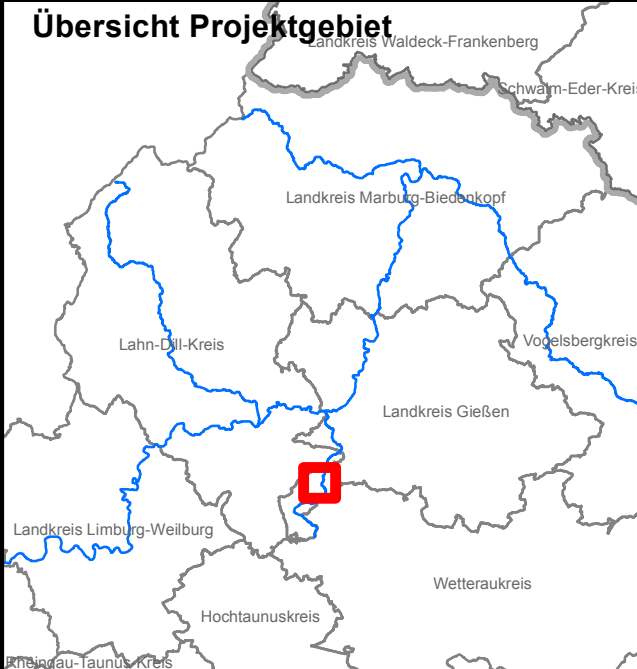 Übersicht Projektgebiet
Landkreis Waldeck-Frankenberg
Schwalm-Eder-Kreis
Landkreis Marburg-Biedenkopf
Lahn-Dill-Kreis
Vogelsbergkreis
Landkreis Gießen
Landkreis Limburg-Weilburg
Wetteraukreis
Hochtaunuskreis
Rheingau-Taunus-Kreis